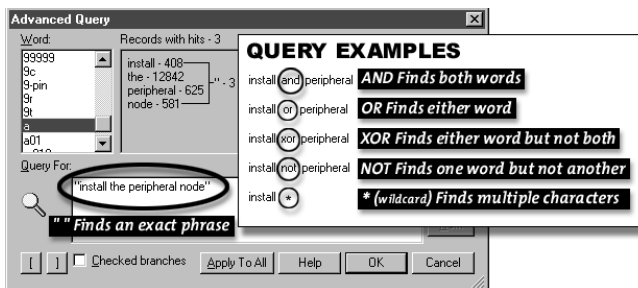 Advanced Query
Word:
Records with hits - 3
99999
9c
9-pin
9r
9t
a
a01
install - 408
the - 12842
peripheral - 625
node - 581
-"- 3
Query For:
"install the peripheral node"
" " Finds an exact phrase
[ ] Checked branches Apply To All Help OK Cancel
QUERY EXAMPLES
install and peripheral AND Finds both words
install or peripheral OR Finds either word
install xor peripheral XOR Finds either word but not both
install not peripheral NOT Finds one word but not another
install * * (wildcard) Finds multiple characters